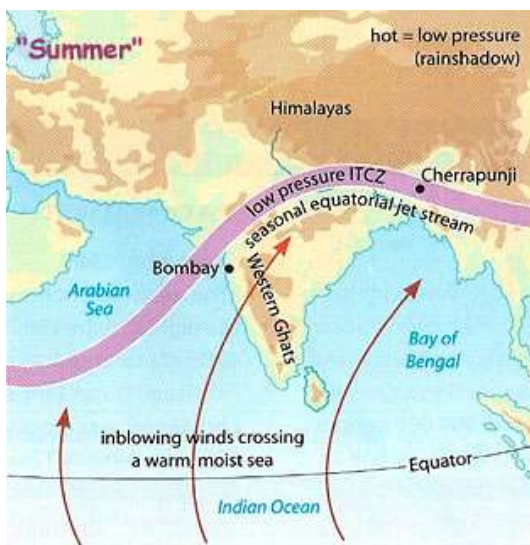 "Summer"
hot = low pressure
(rainshadow)
Himalayas
low pressure ITCZ
Cherrapunji
seasonal equatorial jet stream
Bombay
Western Ghats
Arabian
Sea
Bay of
Bengal
inblowing winds crossing
a warm, moist sea
Equator
Indian Ocean